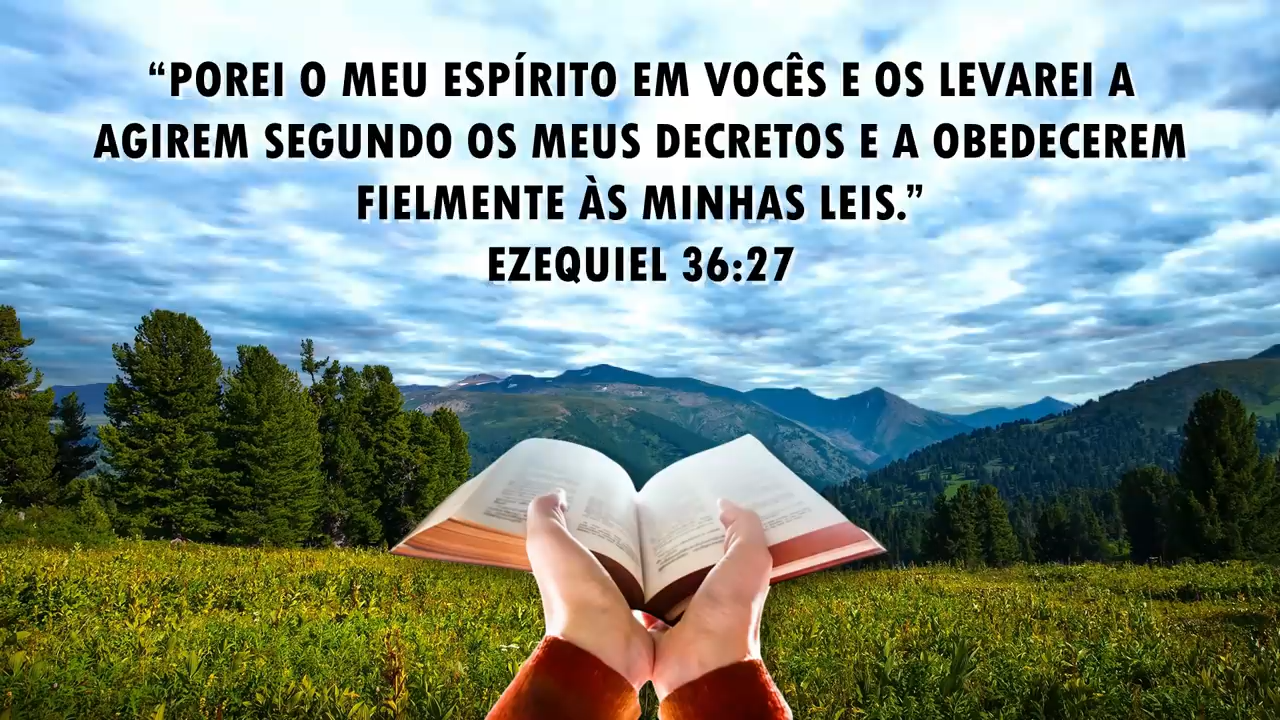 “POREI O MEU ESPÍRITO EM VOCÊS E OS LEVAREI A
AGIREM SEGUNDO OS MEUS DECRETOS E A OBEDECEREM
FIELMENTE ÀS MINHAS LEIS.”
EZEQUIEL 36:27